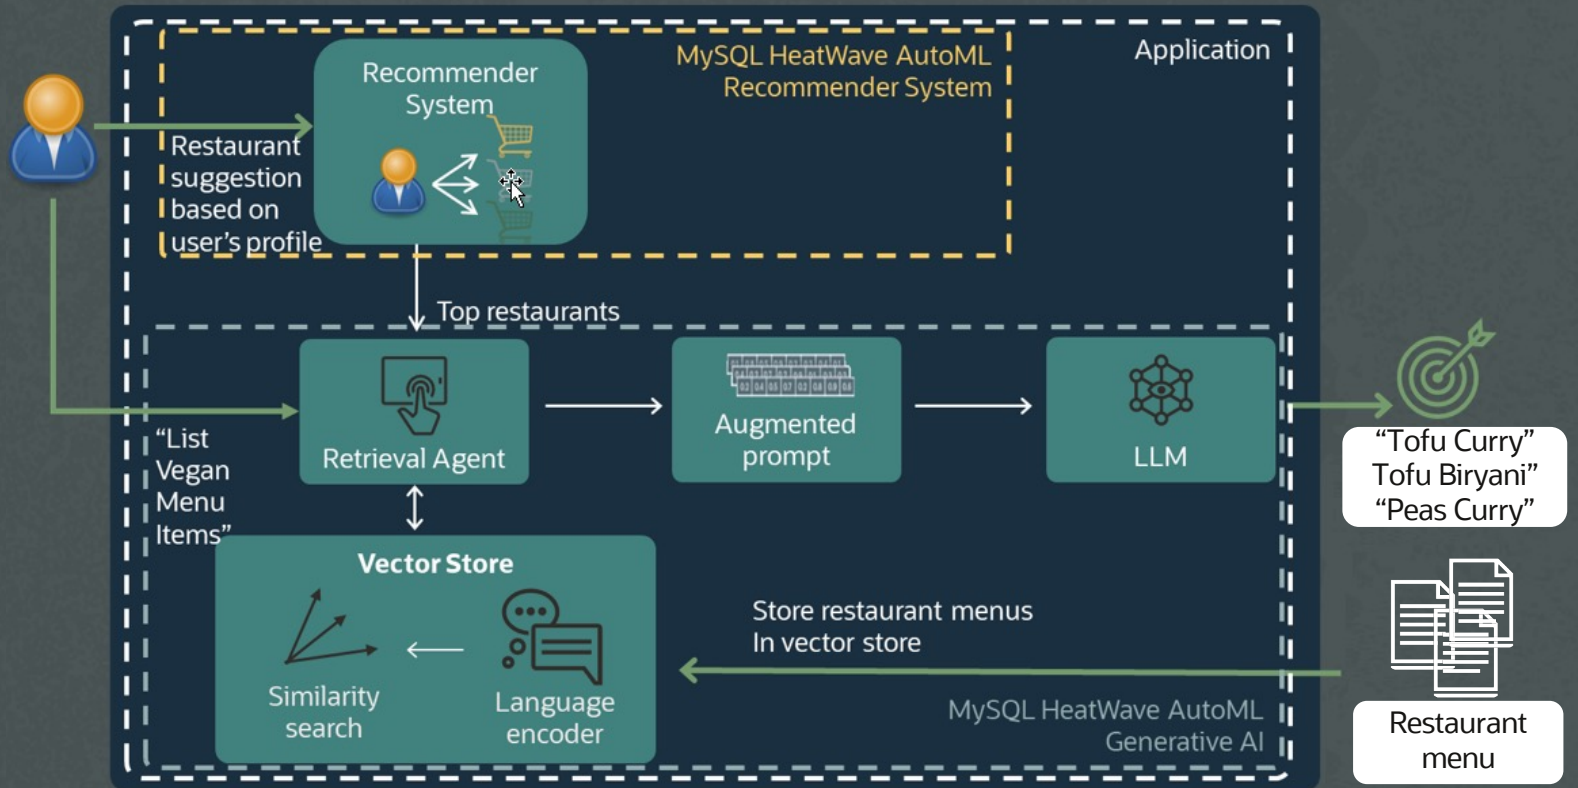 MySQL HeatWave AutoML
Recommender System
Application
Recommender
System
Restaurant
suggestion
based on
user's profile
Top restaurants
Retrieval Agent
Augmented
prompt
LLM
“List
Vegan
Menu
Items”
“Tofu Curry”
Tofu Biryani”
“Peas Curry”
Vector Store
Similarity
search
Language
encoder
Store restaurant menus
In vector store
MySQL HeatWave AutoML
Generative AI
Restaurant
menu